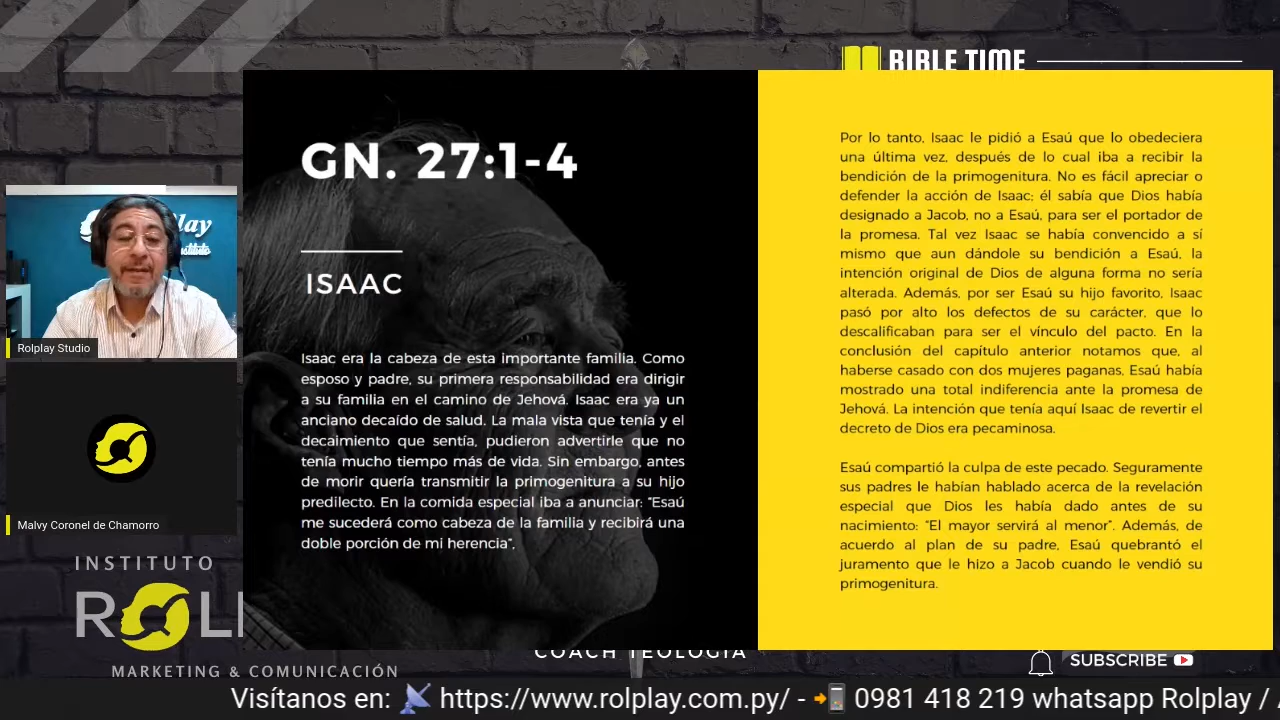 BIBLE TIME
GN. 27:1-4
ISAAC
Isaac era la cabeza de esta importante familia. Como
esposo y padre, su primera responsabilidad era dirigir
a su familia en el camino de Jehová. Isaac era ya un
anciano decaído de salud. La mala vista que tenía y el
decaimiento que sentía, pudieron advertirle que no
tenía mucho tiempo más de vida. Sin embargo, antes
de morir quería transmitir la primogenitura a su hijo
predilecto. En la comida especial iba a anunciar: “Esaú
me sucederá como cabeza de la familia y recibirá una
doble porción de mi herencia”,
Por lo tanto, Isaac le pidió a Esaú que lo obedeciera
una última vez, después de lo cual iba a recibir la
bendición de la primogenitura. No es fácil apreciar o
defender la acción de Isaac; él sabía que Dios había
designado a Jacob, no a Esaú, para ser el portador de
la promesa. Tal vez Isaac se había convencido a sí
mismo que aun dándole su bendición a Esaú, la
intención original de Dios de alguna forma no sería
alterada. Además, por ser Esaú su hijo favorito, Isaac
pasó por alto los defectos de su carácter, que lo
descalificaban para ser el vínculo del pacto. En la
conclusión del capítulo anterior notamos que, al
haberse casado con dos mujeres paganas, Esaú había
mostrado una total indiferencia ante la promesa de
Jehová. La intención que tenía aquí Isaac de revertir el
decreto de Dios era pecaminosa.
Esaú compartió la culpa de este pecado. Seguramente
sus padres le habían hablado acerca de la revelación
especial que Dios les había dado antes de su
nacimiento: “El mayor servirá al menor”. Además, de
acuerdo al plan de su padre, Esaú quebrantó el
juramento que le hizo a Jacob cuando le vendió su
primogenitura.
Rolplay Studio
Malvy Coronel de Chamorro
INSTITUTO
ROL
MARKETING & COMUNICACIÓN
COACH TEOLOGIA
SUBSCRIBE
Visítanos en: https://www.rolplay.com.py/ - 0981 418 219 whatsapp Rolplay /